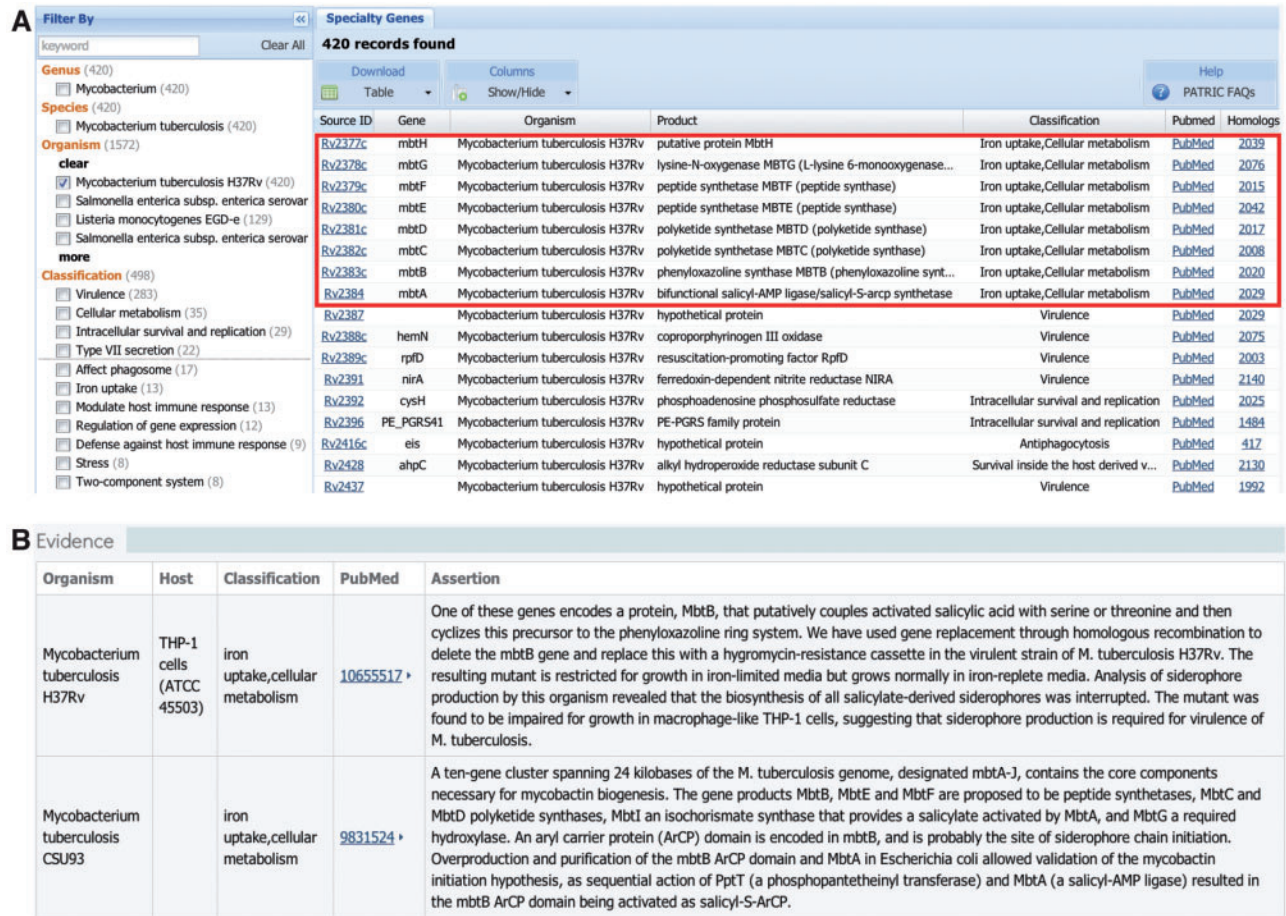 A
Filter By
keyword Clear All
Genus (420)
Mycobacterium (420)
Species (420)
Mycobacterium tuberculosis (420)
Organism (1572)
clear
Mycobacterium tuberculosis H37Rv (420)
Salmonella enterica subsp. enterica serovar
Listeria monocytogenes EGD-e (129)
Salmonella enterica subsp. enterica serovar
more
Classification (498)
Virulence (283)
Cellular metabolism (35)
Intracellular survival and replication (29)
Type VII secretion (22)
Affect phagosome (17)
Iron uptake (13)
Modulate host immune response (13)
Regulation of gene expression (12)
Defense against host immune response (9)
Stress (8)
Two-component system (8)
Specialty Genes
420 records found
Download Columns Help
Table Show/Hide PATRIC FAQs
Source ID Gene Organism Product Classification Pubmed Homologs
Rv2377c mbtH Mycobacterium tuberculosis H37Rv putative protein MbtH Iron uptake,Cellular metabolism PubMed 2039
Rv2378c mbtG Mycobacterium tuberculosis H37Rv lysine-N-oxygenase MBTG (L-lysine 6-monooxygenase... Iron uptake,Cellular metabolism PubMed 2076
Rv2379c mbtF Mycobacterium tuberculosis H37Rv peptide synthetase MBTF (peptide synthase) Iron uptake,Cellular metabolism PubMed 2015
Rv2380c mbtE Mycobacterium tuberculosis H37Rv peptide synthetase MBTE (peptide synthase) Iron uptake,Cellular metabolism PubMed 2042
Rv2381c mbtD Mycobacterium tuberculosis H37Rv polyketide synthetase MBTD (polyketide synthase) Iron uptake,Cellular metabolism PubMed 2017
Rv2382c mbtC Mycobacterium tuberculosis H37Rv polyketide synthetase MBTC (polyketide synthase) Iron uptake,Cellular metabolism PubMed 2008
Rv2383c mbtB Mycobacterium tuberculosis H37Rv phenyloxazoline synthase MBTB (phenyloxazoline synt... Iron uptake,Cellular metabolism PubMed 2020
Rv2384 mbtA Mycobacterium tuberculosis H37Rv bifunctional salicyl-AMP ligase/salicyl-S-arcp synthetase Iron uptake,Cellular metabolism PubMed 2029
Rv2387 Mycobacterium tuberculosis H37Rv hypothetical protein Virulence PubMed 2029
Rv2388c hemN Mycobacterium tuberculosis H37Rv coproporphyrinogen III oxidase Virulence PubMed 2075
Rv2389c rpfD Mycobacterium tuberculosis H37Rv resuscitation-promoting factor RpfD Virulence PubMed 2003
Rv2391 nirA Mycobacterium tuberculosis H37Rv ferredoxin-dependent nitrite reductase NIRA Virulence PubMed 2140
Rv2392 cysH Mycobacterium tuberculosis H37Rv phosphoadenosine phosphosulfate reductase Intracellular survival and replication PubMed 2025
Rv2396 PE_PGRS41 Mycobacterium tuberculosis H37Rv PE-PGRS family protein Intracellular survival and replication PubMed 1484
Rv2416c eis Mycobacterium tuberculosis H37Rv hypothetical protein Antiphagocytosis PubMed 417
Rv2428 ahpC Mycobacterium tuberculosis H37Rv alkyl hydroperoxide reductase subunit C Survival inside the host derived v... PubMed 2130
Rv2437 Mycobacterium tuberculosis H37Rv hypothetical protein Virulence PubMed 1992
B Evidence
Organism Host Classification PubMed Assertion
Mycobacterium
tuberculosis
H37Rv
THP-1
cells
(ATCC
45503)
iron
uptake,cellular
metabolism
10655517
One of these genes encodes a protein, MbtB, that putatively couples activated salicylic acid with serine or threonine and then
cyclizes this precursor to the phenyloxazoline ring system. We have used gene replacement through homologous recombination to
delete the mbtB gene and replace this with a hygromycin-resistance cassette in the virulent strain of M. tuberculosis H37Rv. The
resulting mutant is restricted for growth in iron-limited media but grows normally in iron-replete media. Analysis of siderophore
production by this organism revealed that the biosynthesis of all salicylate-derived siderophores was interrupted. The mutant was
found to be impaired for growth in macrophage-like THP-1 cells, suggesting that siderophore production is required for virulence of
M. tuberculosis.
Mycobacterium
tuberculosis
CSU93
iron
uptake,cellular
metabolism
9831524
A ten-gene cluster spanning 24 kilobases of the M. tuberculosis genome, designated mbtA-J, contains the core components
necessary for mycobactin biogenesis. The gene products MbtB, MbtE and MbtF are proposed to be peptide synthetases, MbtC and
MbtD polyketide synthases, MbtI an isochorismate synthase that provides a salicylate activated by MbtA, and MbtG a required
hydroxylase. An aryl carrier protein (ArCP) domain is encoded in mbtB, and is probably the site of siderophore chain initiation.
Overproduction and purification of the mbtB ArCP domain and MbtA in Escherichia coli allowed validation of the mycobactin
initiation hypothesis, as sequential action of PptT (a phosphopantetheinyl transferase) and MbtA (a salicyl-AMP ligase) resulted in
the mbtB ArCP domain being activated as salicyl-S-ArCP.